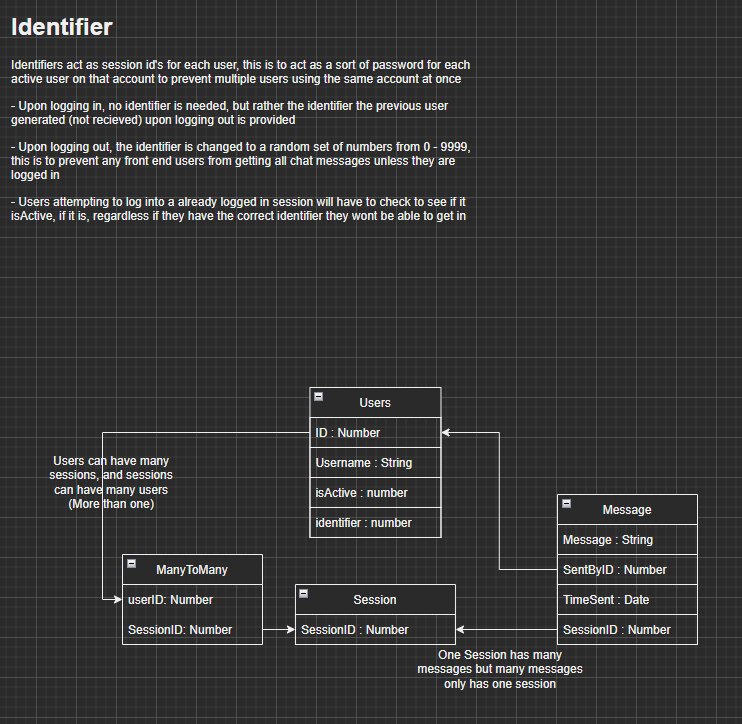 Identifier
Identifiers act as session id's for each user, this is to act as a sort of password for each
active user on that account to prevent multiple users using the same account at once
- Upon logging in, no identifier is needed, but rather the identifier the previous user
generated (not recieved) upon logging out is provided
- Upon logging out, the identifier is changed to a random set of numbers from 0 - 9999,
this is to prevent any front end users from getting all chat messages unless they are
logged in
- Users attempting to log into a already logged in session will have to check to see if it
isActive, if it is, regardless if they have the correct identifier they wont be able to get in
Users
ID : Number
Username : String
isActive : number
identifier : number
Users can have many
sessions, and sessions
can have many users
(More than one)
Message
Message : String
SentByID : Number
TimeSent : Date
SessionID : Number
ManyToMany
userID: Number
SessionID: Number
Session
SessionID : Number
One Session has many
messages but many messages
only has one session